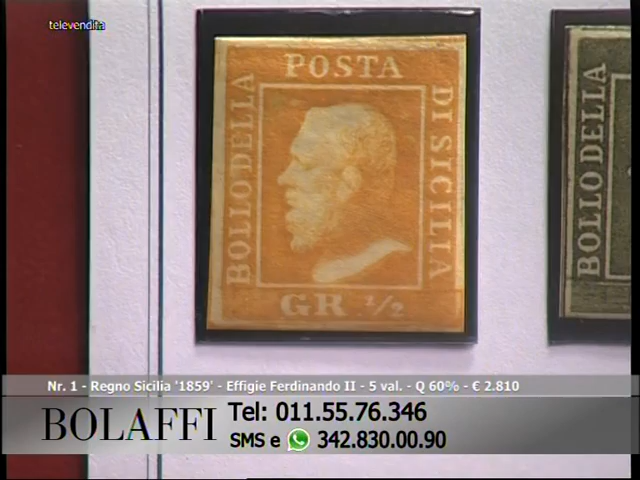 televendita
POSTA
BOLLO DELLA
DI SICILIA
GR 1/2
BOLLO DELLA
Nr. 1 - Regno Sicilia '1859' - Effigie Ferdinando II - 5 val. - Q 60% - € 2.810
BOLAFFI
Tel: 011.55.76.346
SMS e 342.830.00.90